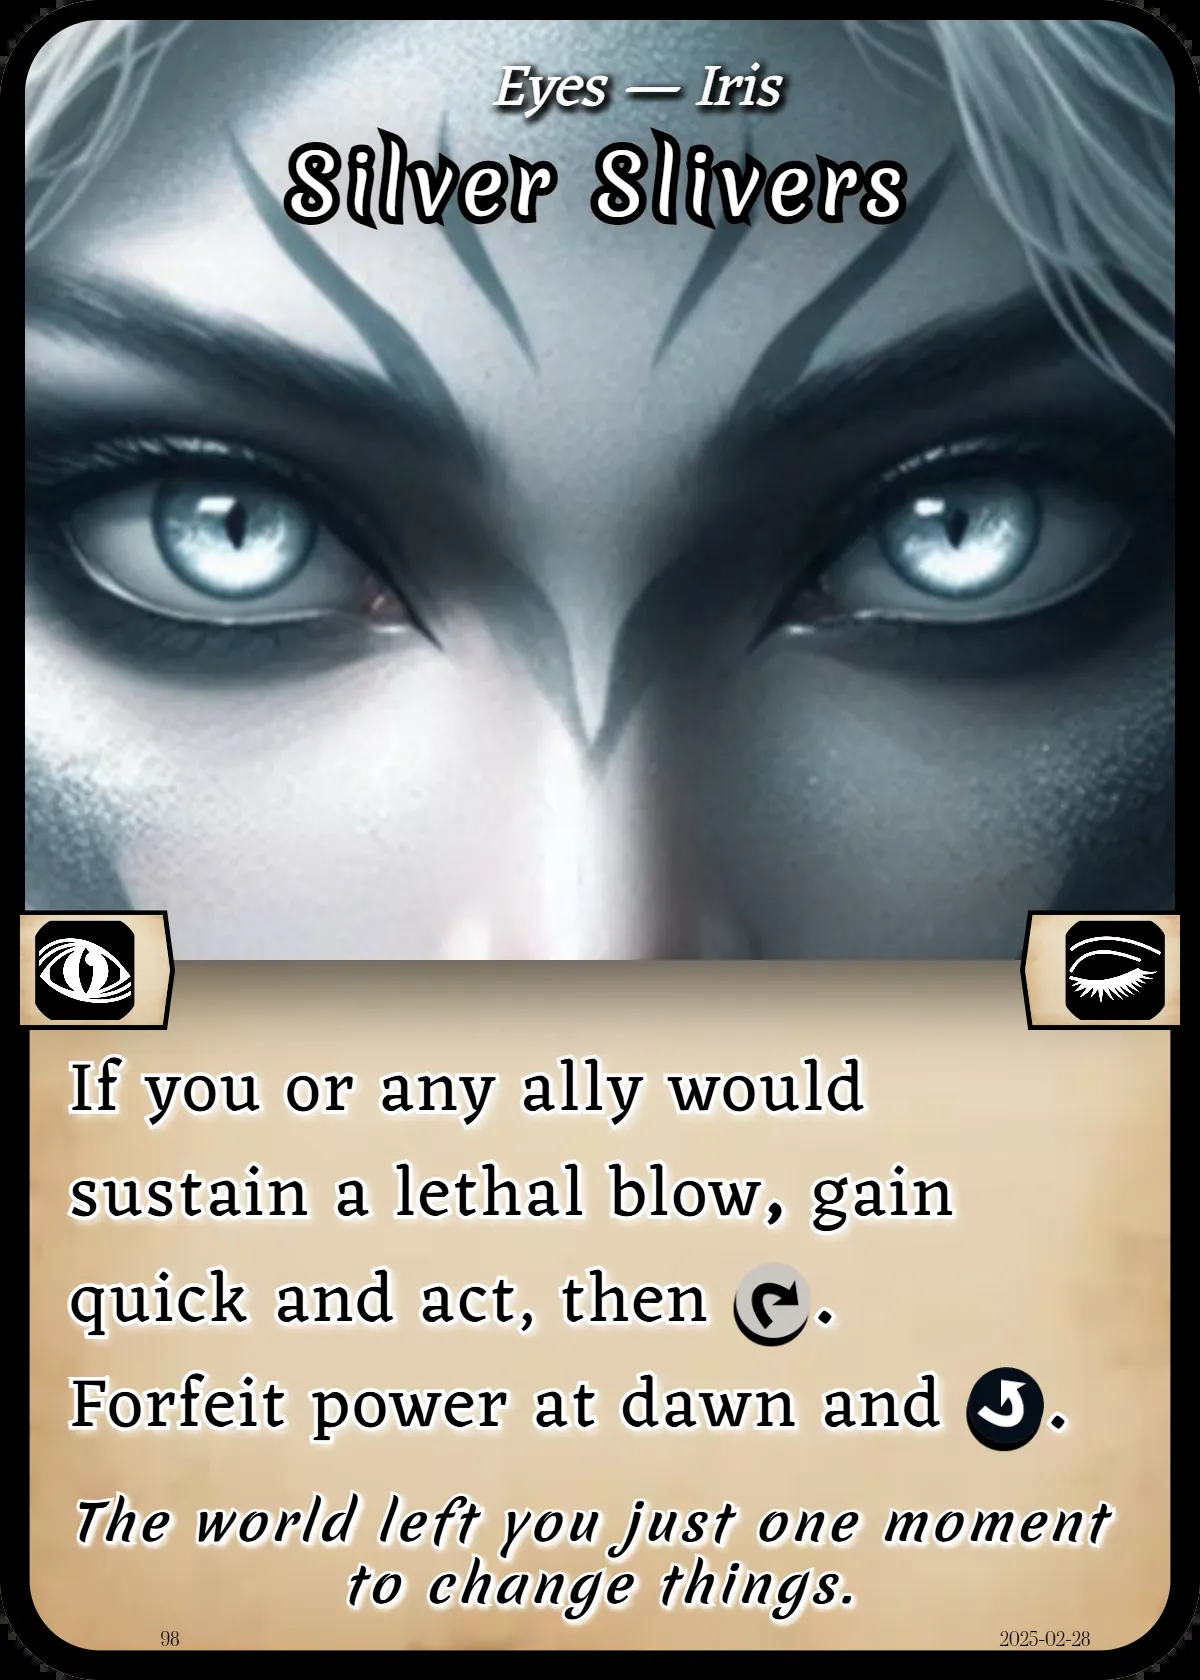 Eyes — Iris
Silver Slivers
If you or any ally would
sustain a lethal blow, gain
quick and act, then .
Forfeit power at dawn and .
The world left you just one moment
to change things.
98
2025-02-28